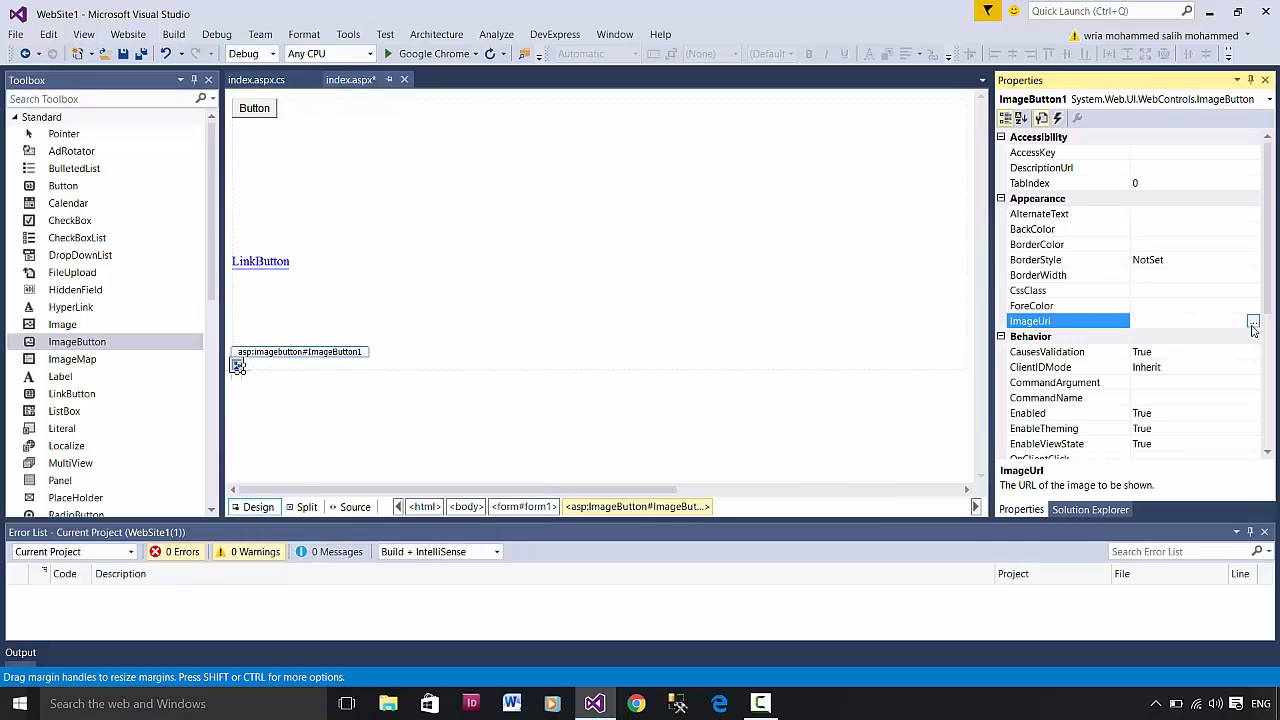 WebSite1 - Microsoft Visual Studio
Quick Launch (Ctrl+Q)
File Edit View Website Build Debug Team Format Tools Test Architecture Analyze DevExpress Window Help
wria mohammed salih mohammed
Debug Any CPU Google Chrome Automatic (None) (Default B I U A
Toolbox
index.aspx.cs index.aspx*
Properties
Search Toolbox
ImageButton1 System.Web.UI.WebControls.ImageButton
Standard
Pointer
AdRotator
BulletedList
Button
Calendar
CheckBox
CheckBoxList
DropDownList
FileUpload
HiddenField
HyperLink
Image
ImageButton
ImageMap
Label
LinkButton
ListBox
Literal
Localize
MultiView
Panel
PlaceHolder
RadioButton
Button
LinkButton
asp:imagebutton#ImageButton1
Design Split Source <html> <body> <form#form1> <asp:ImageButton#ImageBut...>
Accessibility
AccessKey
DescriptionUrl
TabIndex 0
Appearance
AlternateText
BackColor
BorderColor
BorderStyle NotSet
BorderWidth
CssClass
ForeColor
ImageUrl ...
Behavior
CausesValidation True
ClientIDMode Inherit
CommandArgument
CommandName
Enabled True
EnableTheming True
EnableViewState True
OnClientClick
ImageUrl
The URL of the image to be shown.
Properties Solution Explorer
Error List - Current Project (WebSite1(1))
Current Project 0 Errors 0 Warnings 0 Messages Build + IntelliSense Search Error List
Code Description Project File Line
Output
Drag margin handles to resize margins. Press SHIFT or CTRL for more options.
Search the web and Windows
ENG